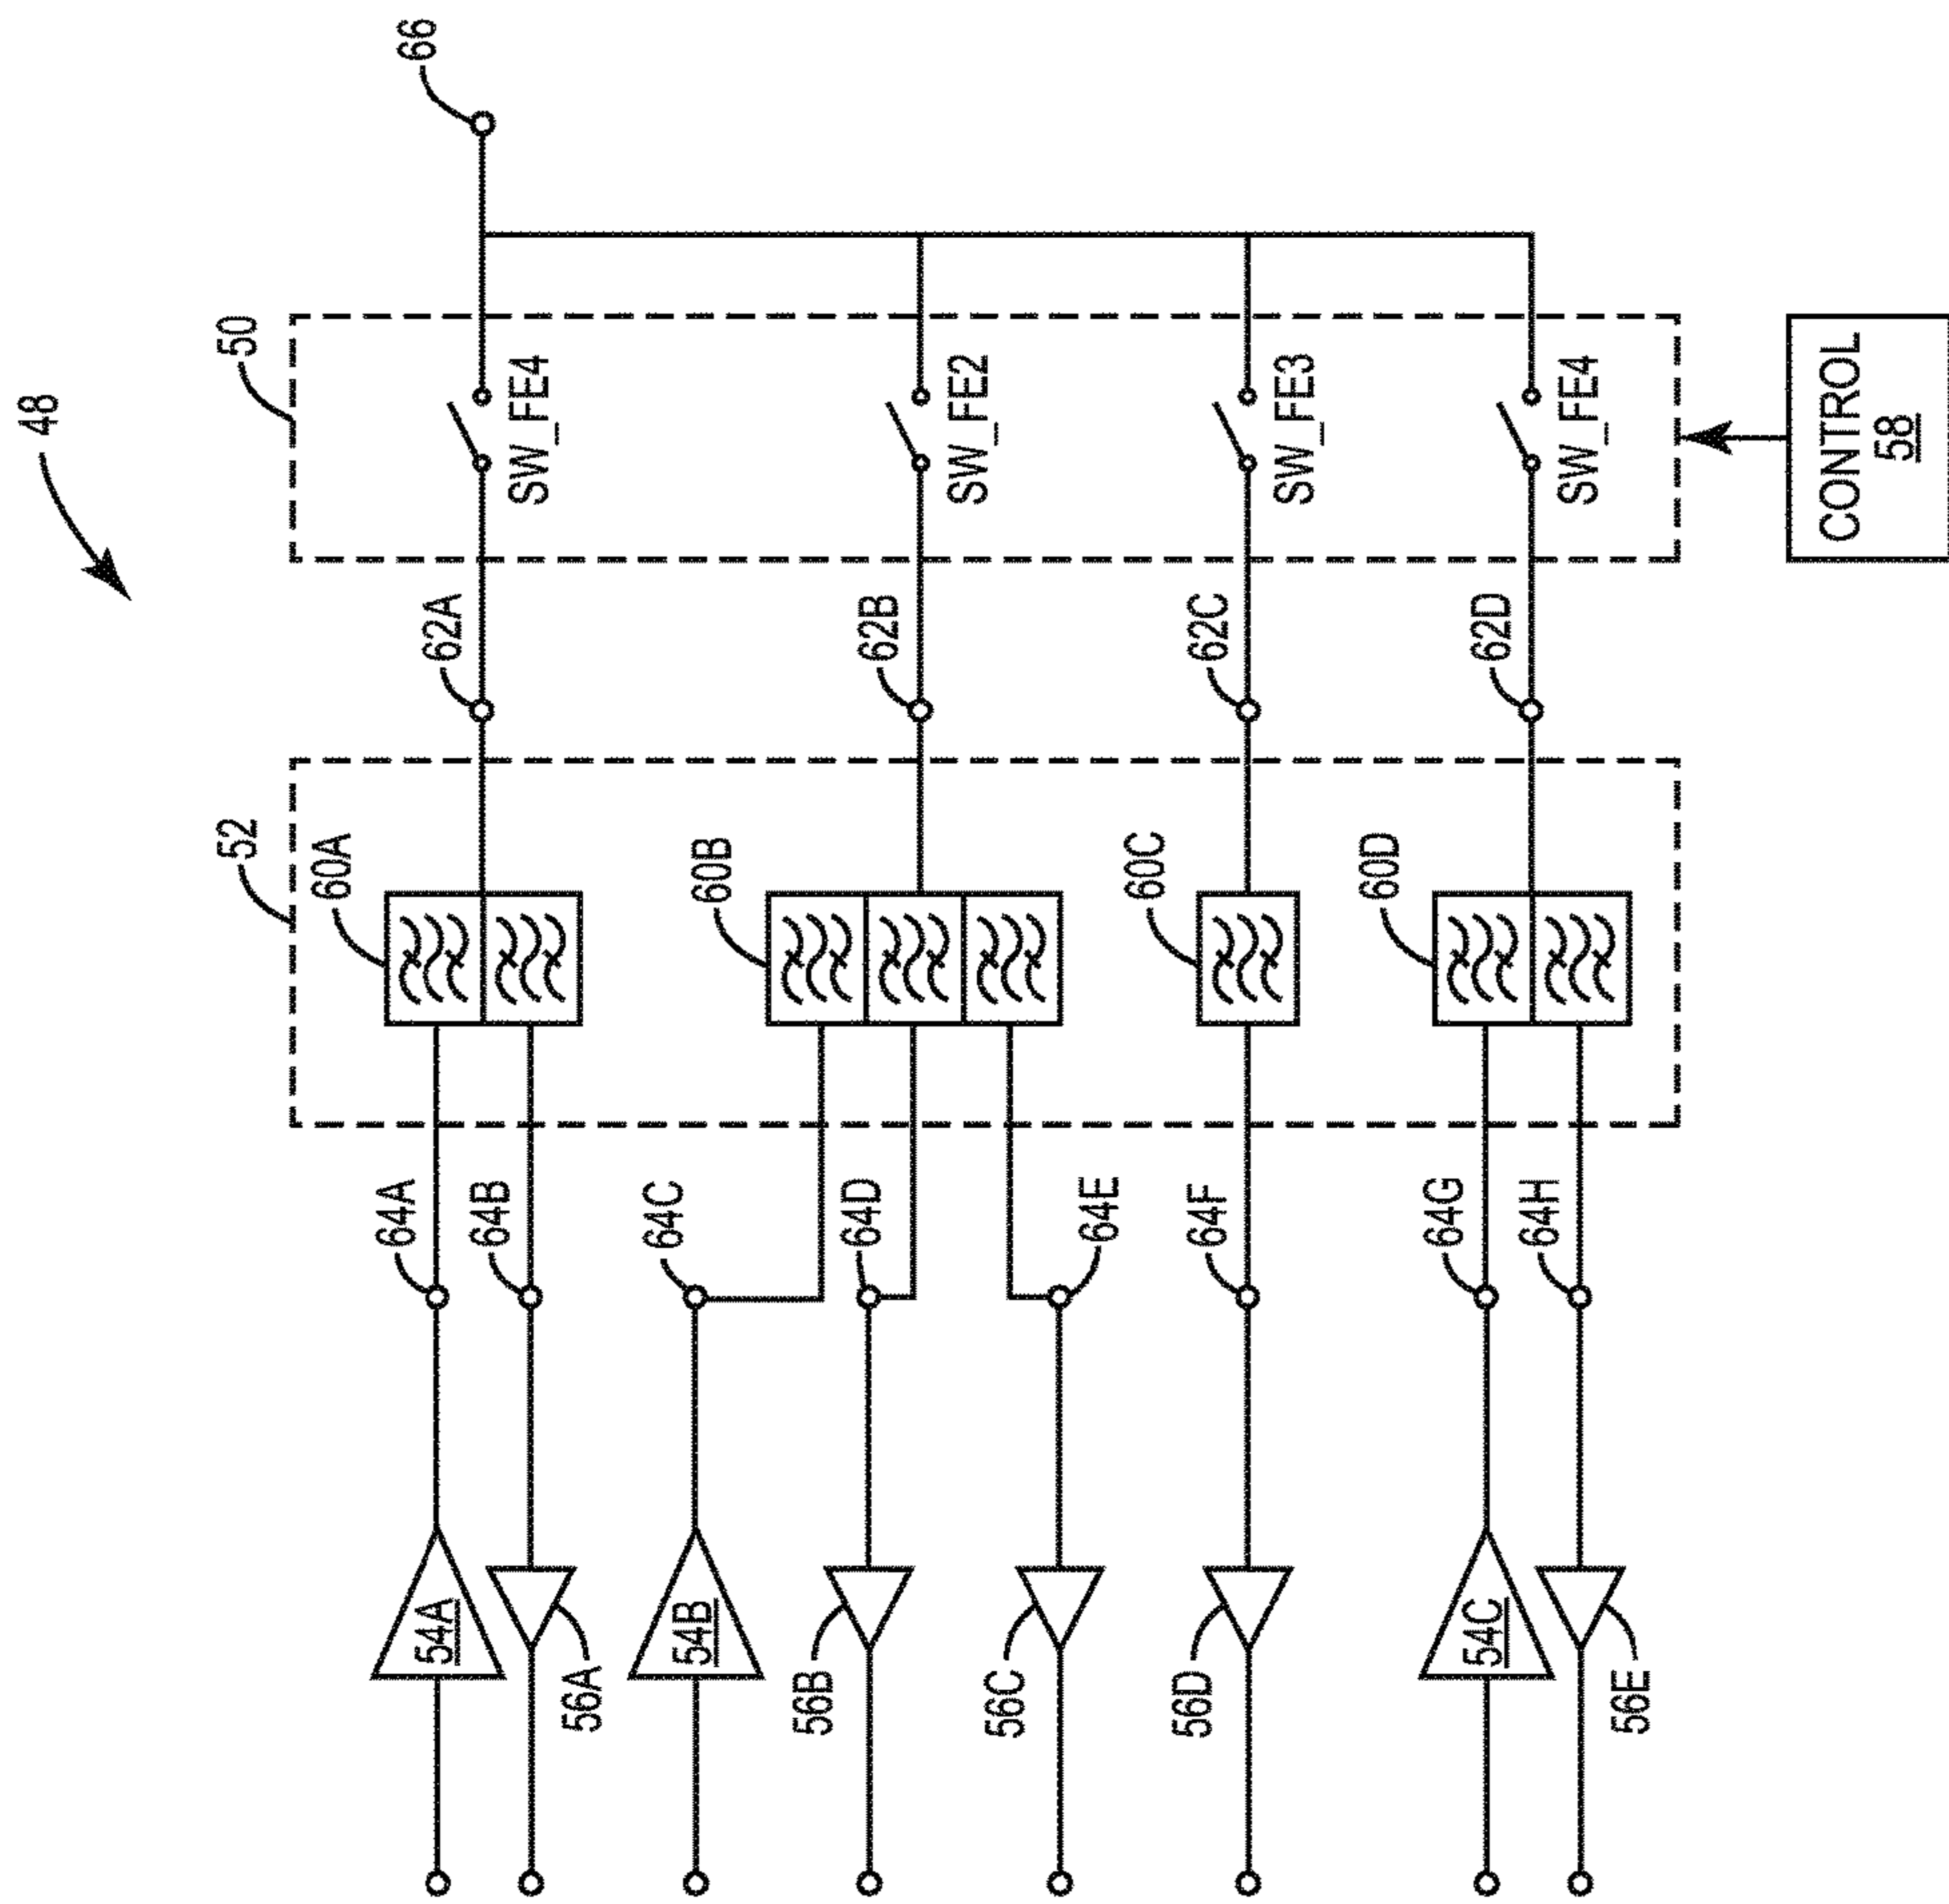 48
66
50
SW_FE4
SW_FE2
SW_FE3
SW_FE4
CONTROL
58
62A
62B
62C
62D
52
60A
60B
60C
60D
64A
64B
64C
64D
64E
64F
64G
64H
54A
56A
54B
56B
56C
56D
54C
56E